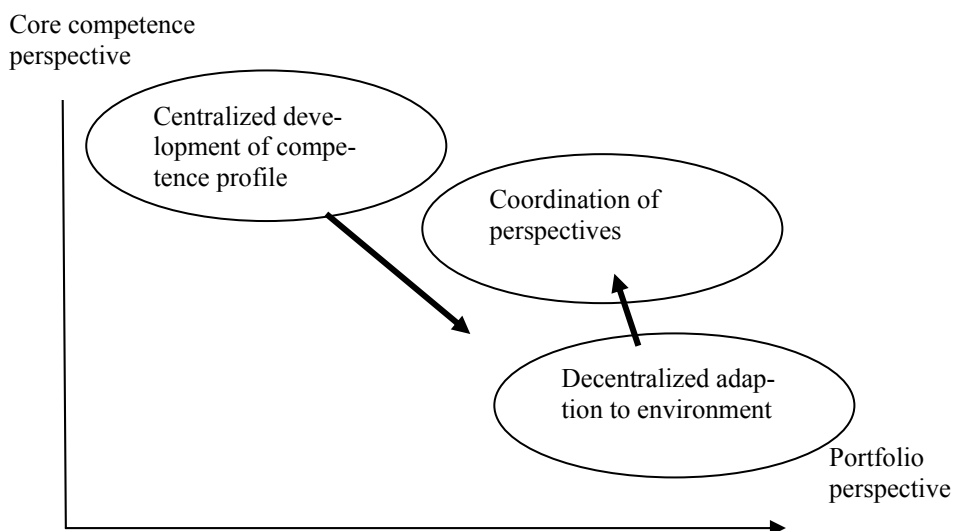 Core competence
perspective
Centralized deve-
lopment of compe-
tence profile
Coordination of
perspectives
Decentralized adap-
tion to environment
Portfolio
perspective